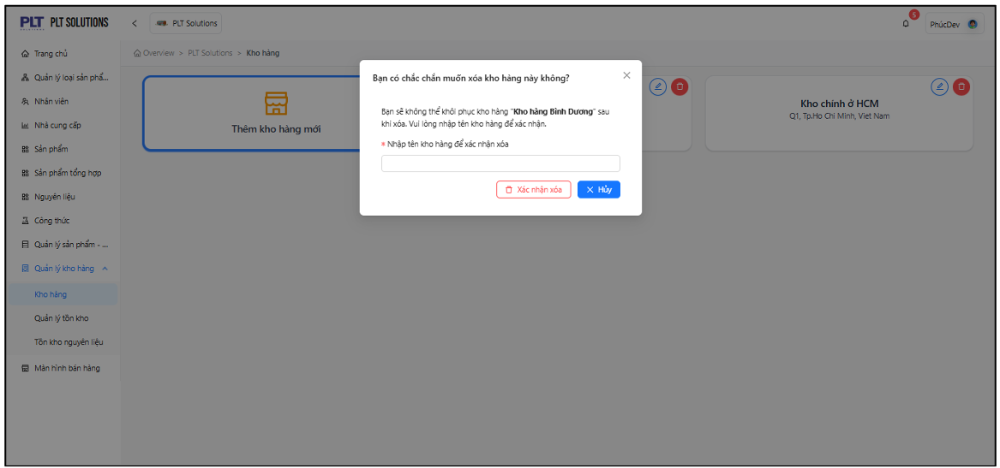 PLT PLT SOLUTIONS
SOLUTIONS
PLT Solutions
5
PhúcDev
Trang chủ
Quản lý loại sản phẩ...
Nhân viên
Nhà cung cấp
Sản phẩm
Sản phẩm tổng hợp
Nguyên liệu
Công thức
Quản lý sản phẩm - ...
Quản lý kho hàng
Kho hàng
Quản lý tồn kho
Tồn kho nguyên liệu
Màn hình bán hàng
Overview > PLT Solutions > Kho hàng
Thêm kho hàng mới
Kho chính ở HCM
Q1, Tp.Ho Chi Minh, Viet Nam
Bạn có chắc chắn muốn xóa kho hàng này không?
Bạn sẽ không thể khôi phục kho hàng "Kho hàng Bình Dương" sau
khi xóa. Vui lòng nhập tên kho hàng để xác nhận.
* Nhập tên kho hàng để xác nhận xóa
Xác nhận xóa
Hủy